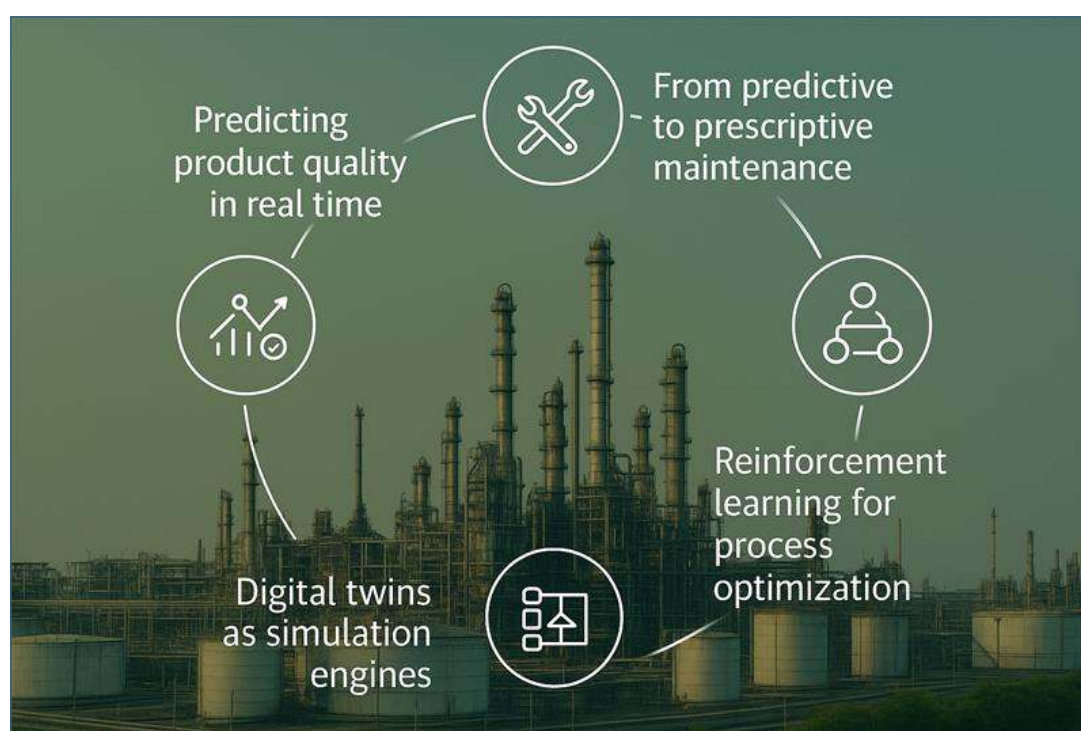 Predicting
product quality
in real time
From predictive
to prescriptive
maintenance
Reinforcement
learning for
process
optimization
Digital twins
as simulation
engines